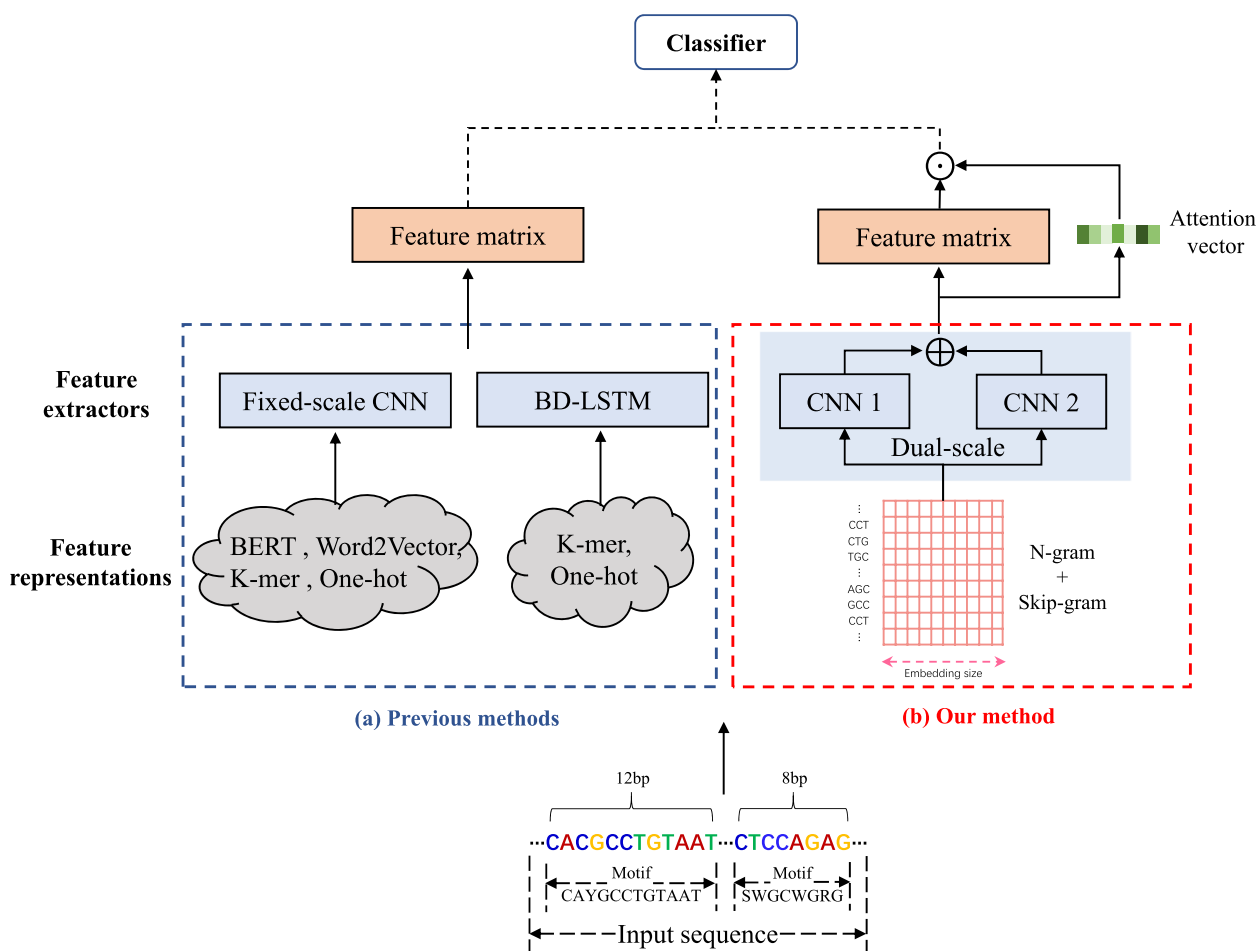 Classifier
Feature matrix
Feature matrix
Attention
vector
Feature
extractors
Fixed-scale CNN
BD-LSTM
CNN 1
CNN 2
Dual-scale
Feature
representations
BERT , Word2Vector,
K-mer , One-hot
K-mer,
One-hot
⋮
CCT
CTG
TGC
⋮
AGC
GCC
CCT
⋮
N-gram
+
Skip-gram
Embedding size
(a) Previous methods
(b) Our method
12bp
8bp
···CACGCCTGTAAT···CTCCAGAG···
Motif
CAYGCCTGTAAT
Motif
SWGCWGRG
Input sequence